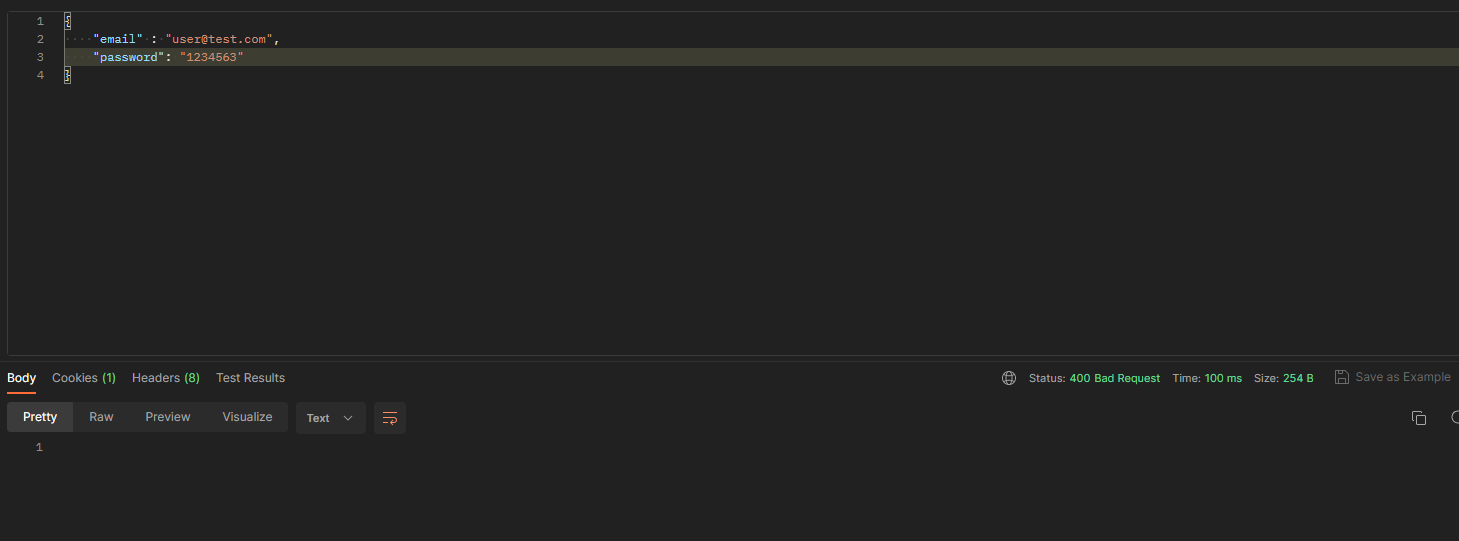 1 {
2 "email" : "user@test.com",
3 "password": "1234563"
4 }
Body Cookies (1) Headers (8) Test Results Status: 400 Bad Request Time: 100 ms Size: 254 B Save as Example
Pretty Raw Preview Visualize Text
1